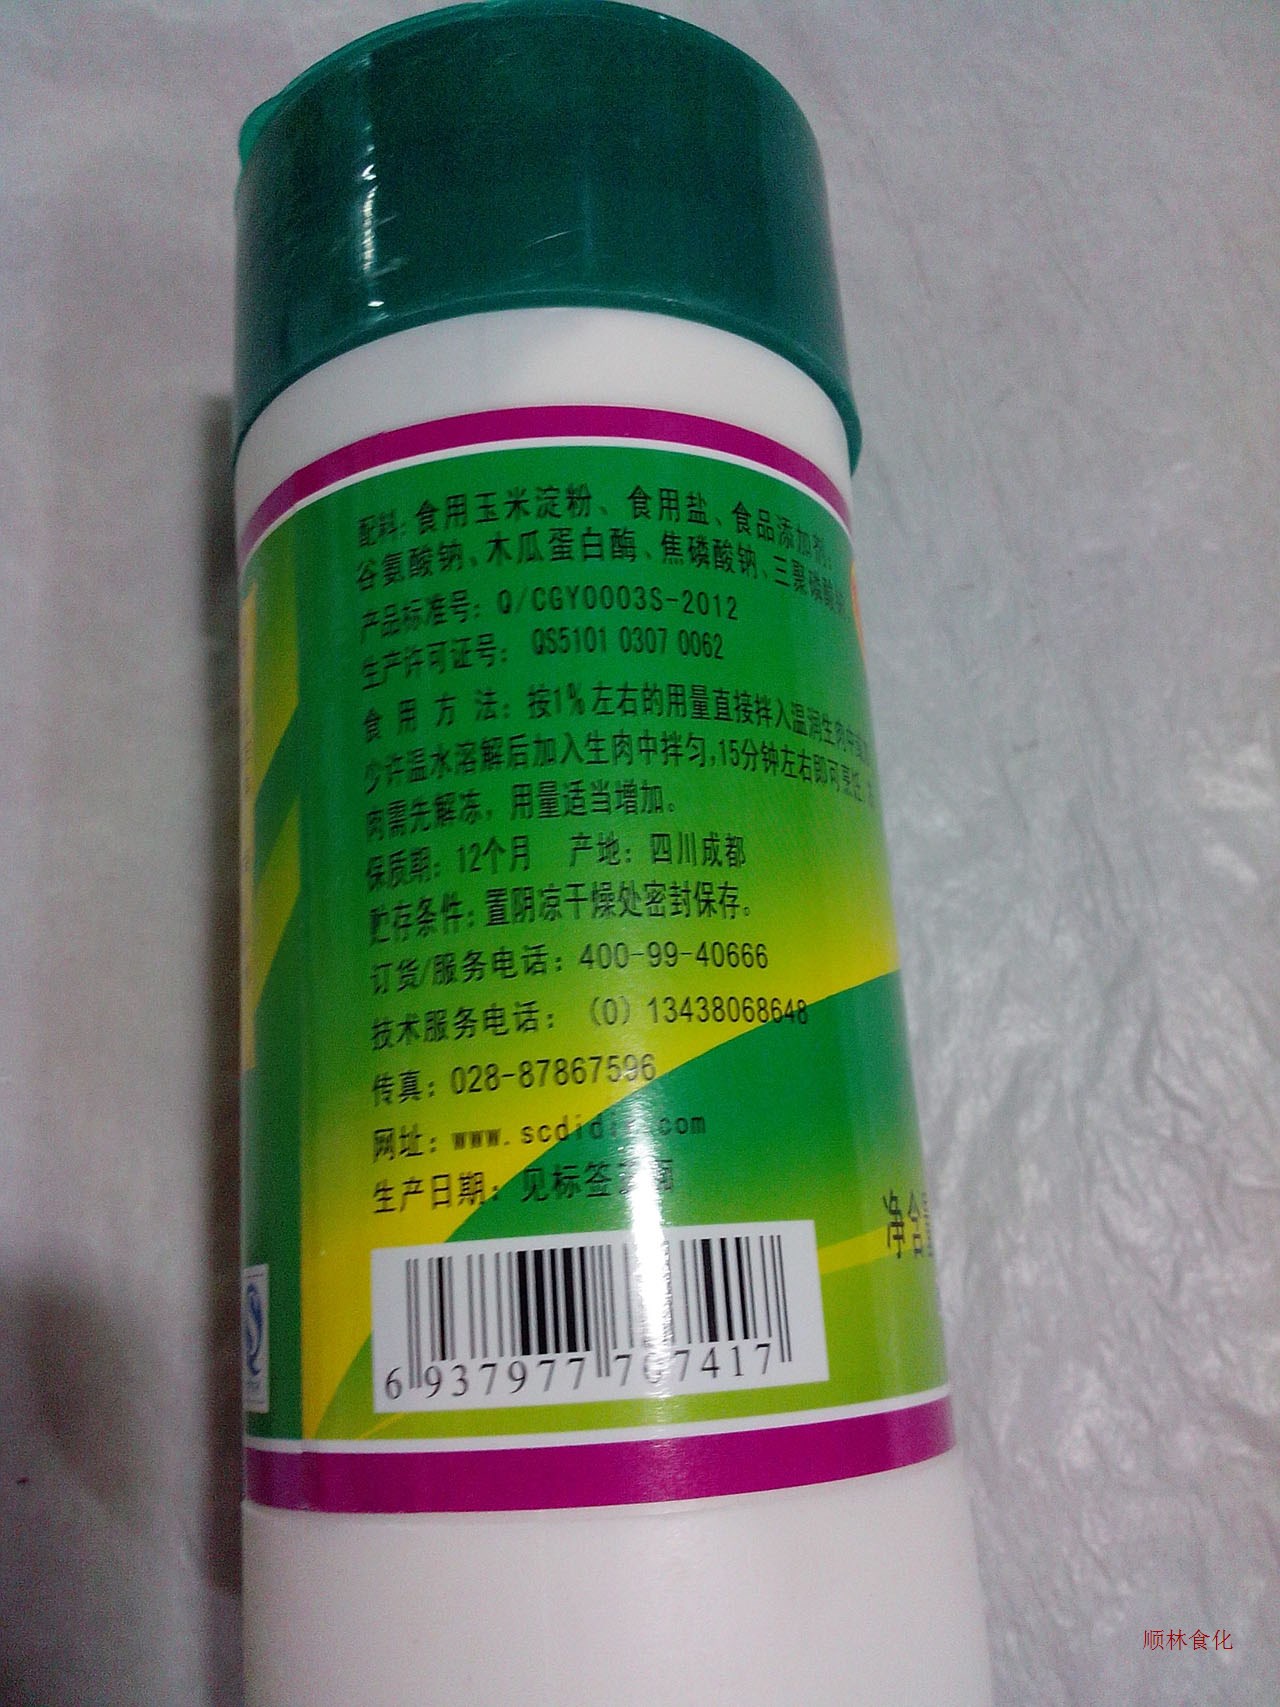 配料：食用玉米淀粉、食用盐、食品添加剂：
谷氨酸钠、木瓜蛋白酶、焦磷酸钠、三聚磷酸钠
产品标准号：Q/CGY0003S-2012
生产许可证号：QS5101 0307 0062
食用方法：按1%左右的用量直接拌入温润生肉中或
少许温水溶解后加入生肉中拌匀，15分钟左右即可烹饪。
肉需先解冻，用量适当增加。
保质期：12个月 产地：四川成都
贮存条件：置阴凉干燥处密封保存。
订货/服务电话：400-99-40666
技术服务电话：（0）13438068648
传真：028-87867596
网址：
生产日期：见标签
6 937977 707417
净含
顺林食化